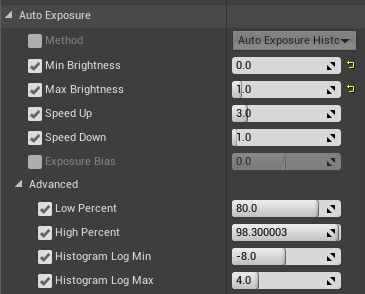 Auto Exposure
Method Auto Exposure Histo
Min Brightness 0.0
Max Brightness 1.0
Speed Up 3.0
Speed Down 1.0
Exposure Bias 0.0
Advanced
Low Percent 80.0
High Percent 98.300003
Histogram Log Min -8.0
Histogram Log Max 4.0